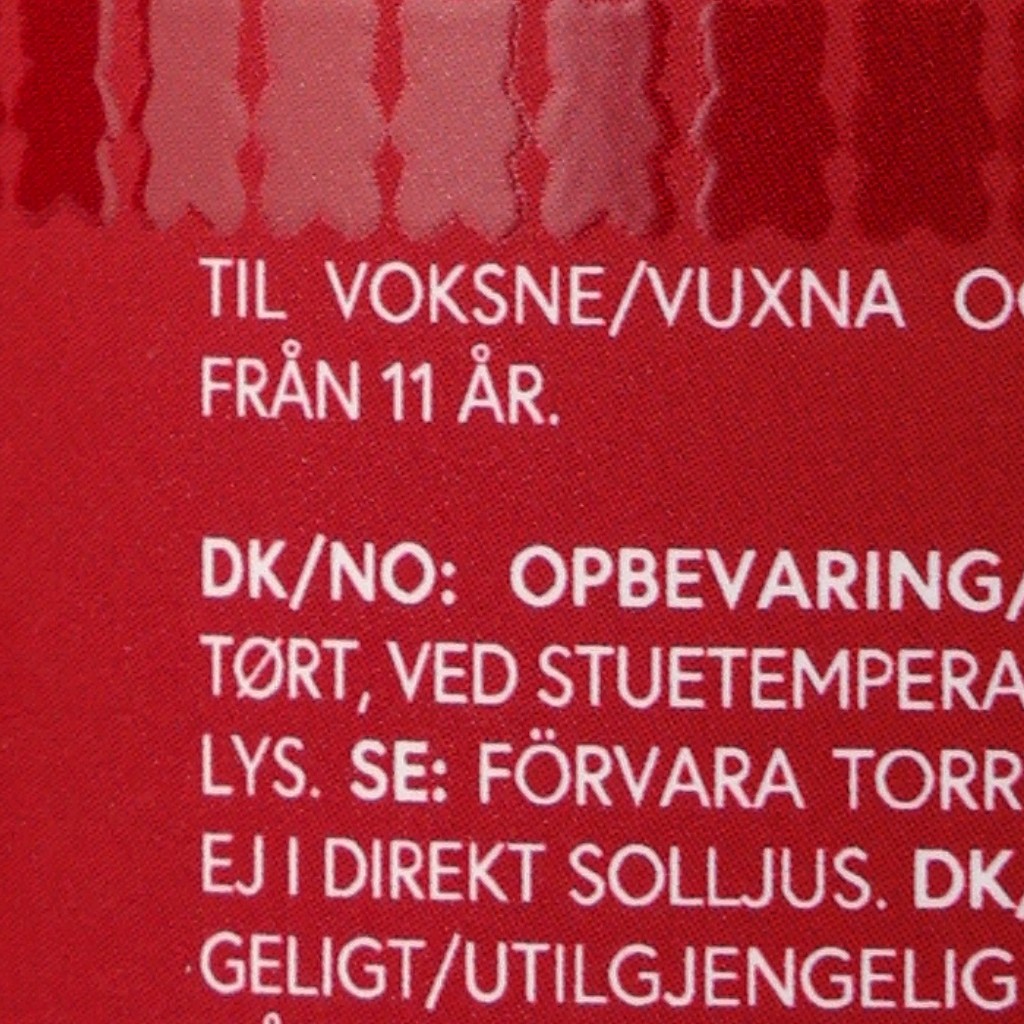 TIL VOKSNE/VUXNA
FRÅN 11 ÅR.
DK/NO: OPBEVARING/
TØRT, VED STUETEMPERA
LYS. SE: FÖRVARA TORR
EJ I DIREKT SOLLJUS. DK/
GELIGT/UTILGJENGELIG